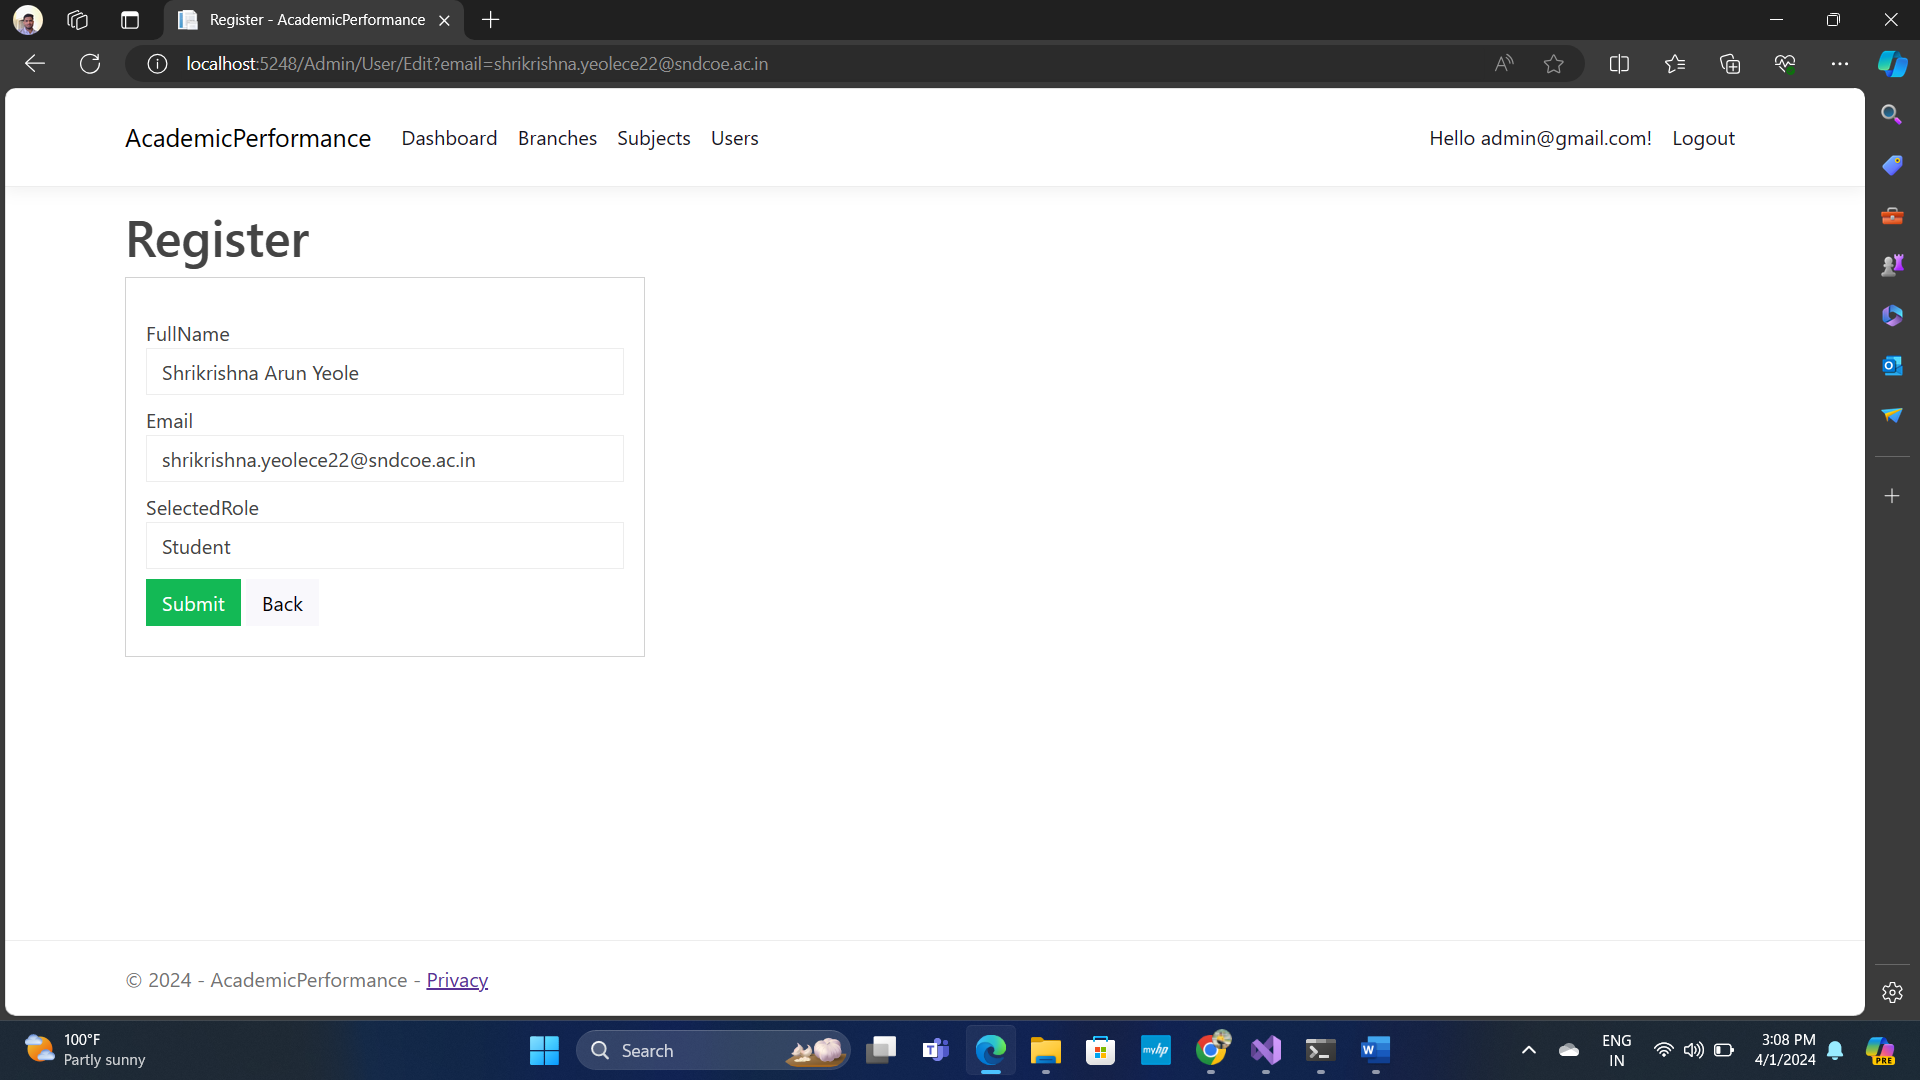 Register - AcademicPerformance
localhost:5248/Admin/User/Edit?email=shrikrishna.yeolece22@sndcoe.ac.in
AcademicPerformance Dashboard Branches Subjects Users Hello admin@gmail.com! Logout
Register
FullName
Shrikrishna Arun Yeole
Email
shrikrishna.yeolece22@sndcoe.ac.in
SelectedRole
Student
Submit Back
© 2024 - AcademicPerformance - Privacy
100°F
Partly sunny
Search
myhp
ENG
IN
3:08 PM
4/1/2024
PRE